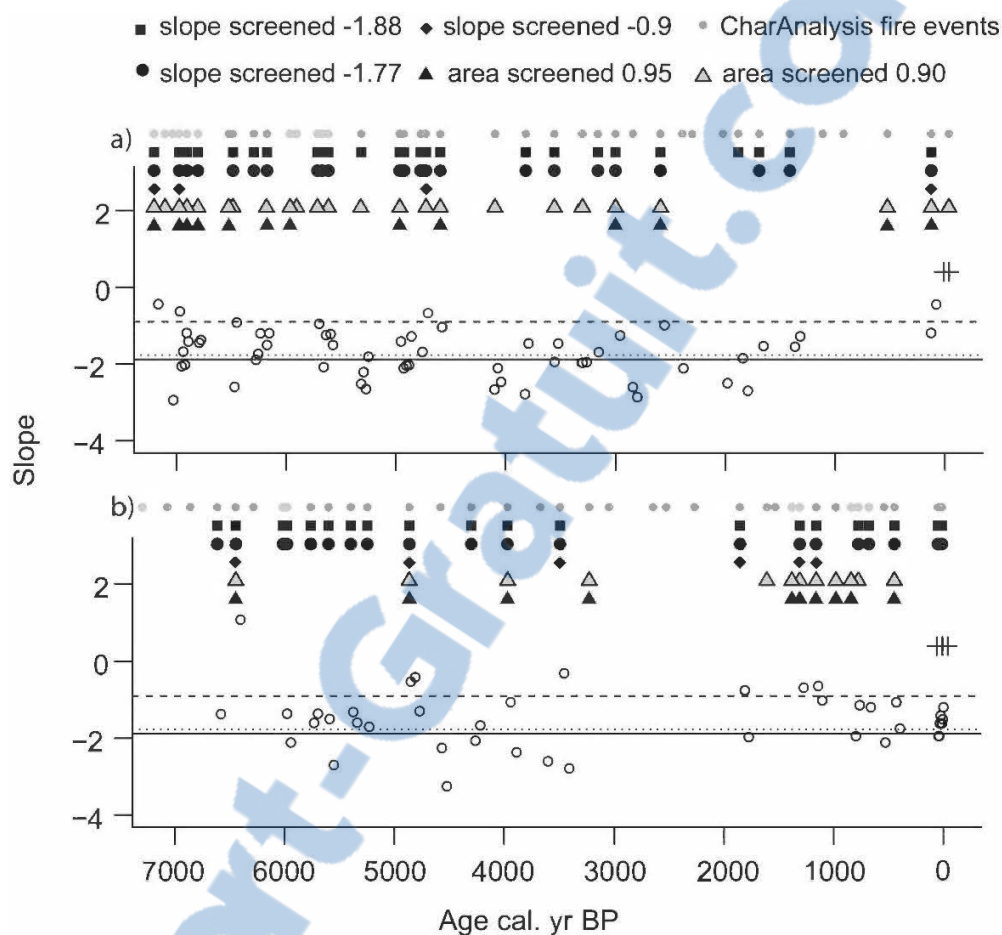 slope screened -1.88 slope screened -0.9 CharAnalysis fire events
slope screened -1.77 area screened 0.95 area screened 0.90
a)
2
0
−2
−4
Slope
b)
2
0
−2
−4
7000 6000 5000 4000 3000 2000 1000 0
Age cal. yr BP